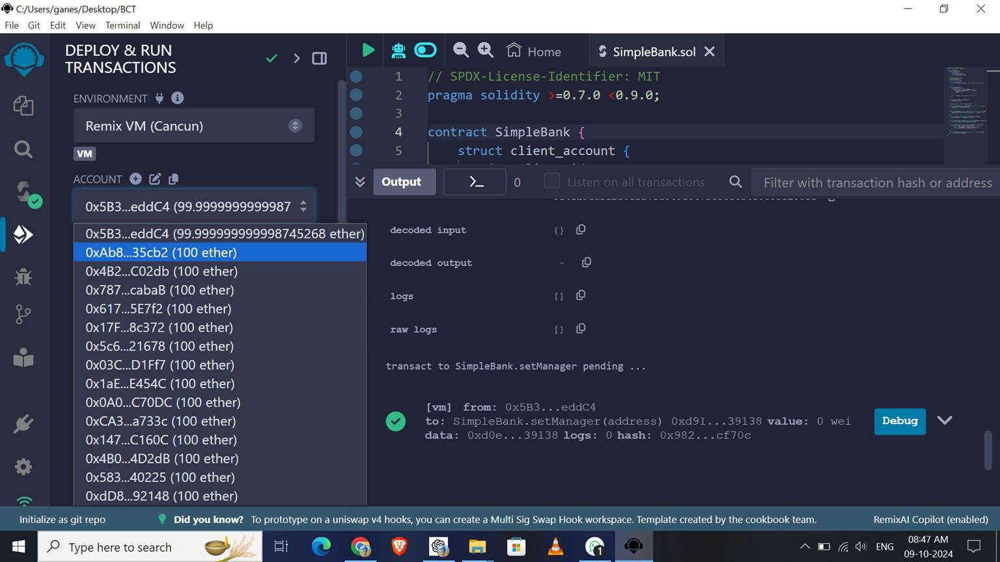 C:/Users/ganes/Desktop/BCT
File Git Edit View Terminal Window Help
DEPLOY & RUN
TRANSACTIONS
ENVIRONMENT
Remix VM (Cancun)
VM
ACCOUNT
0x5B3...eddC4 (99.9999999999987
0x5B3...eddC4 (99.999999999998745268 ether)
0xAb8...35cb2 (100 ether)
0x4B2...C02db (100 ether)
0x787...cabaB (100 ether)
0x617...5E7f2 (100 ether)
0x17F...8c372 (100 ether)
0x5c6...21678 (100 ether)
0x03C...D1Ff7 (100 ether)
0x1aE...E454C (100 ether)
0x0A0...C70DC (100 ether)
0xCA3...a733c (100 ether)
0x147...C160C (100 ether)
0x4B0...4D2dB (100 ether)
0x583...40225 (100 ether)
0xdD8...92148 (100 ether)
Home
SimpleBank.sol
1 // SPDX-License-Identifier: MIT
2 pragma solidity >=0.7.0 <0.9.0;
3
4 contract SimpleBank {
5 struct client_account {
Output >_ 0 Listen on all transactions Filter with transaction hash or address
decoded input {}
decoded output -
logs []
raw logs []
transact to SimpleBank.setManager pending ...
[vm] from: 0x5B3...eddC4
to: SimpleBank.setManager(address) 0xd91...39138 value: 0 wei
data: 0xd0e...39138 logs: 0 hash: 0x982...cf70c
Debug
Initialize as git repo Did you know? To prototype on a uniswap v4 hooks, you can create a Multi Sig Swap Hook workspace. Template created by the cookbook team. RemixAI Copilot (enabled)
Type here to search
1
ENG
08:47 AM
09-10-2024